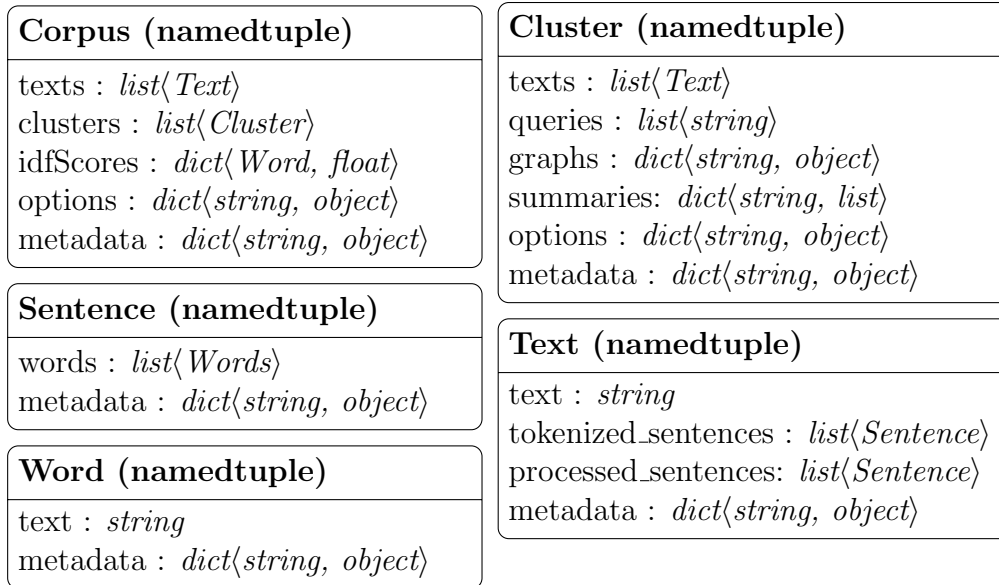 Corpus (namedtuple)
texts : list⟨Text⟩
clusters : list⟨Cluster⟩
idfScores : dict⟨Word, float⟩
options : dict⟨string, object⟩
metadata : dict⟨string, object⟩
Sentence (namedtuple)
words : list⟨Words⟩
metadata : dict⟨string, object⟩
Word (namedtuple)
text : string
metadata : dict⟨string, object⟩
Cluster (namedtuple)
texts : list⟨Text⟩
queries : list⟨string⟩
graphs : dict⟨string, object⟩
summaries: dict⟨string, list⟩
options : dict⟨string, object⟩
metadata : dict⟨string, object⟩
Text (namedtuple)
text : string
tokenized_sentences : list⟨Sentence⟩
processed_sentences: list⟨Sentence⟩
metadata : dict⟨string, object⟩